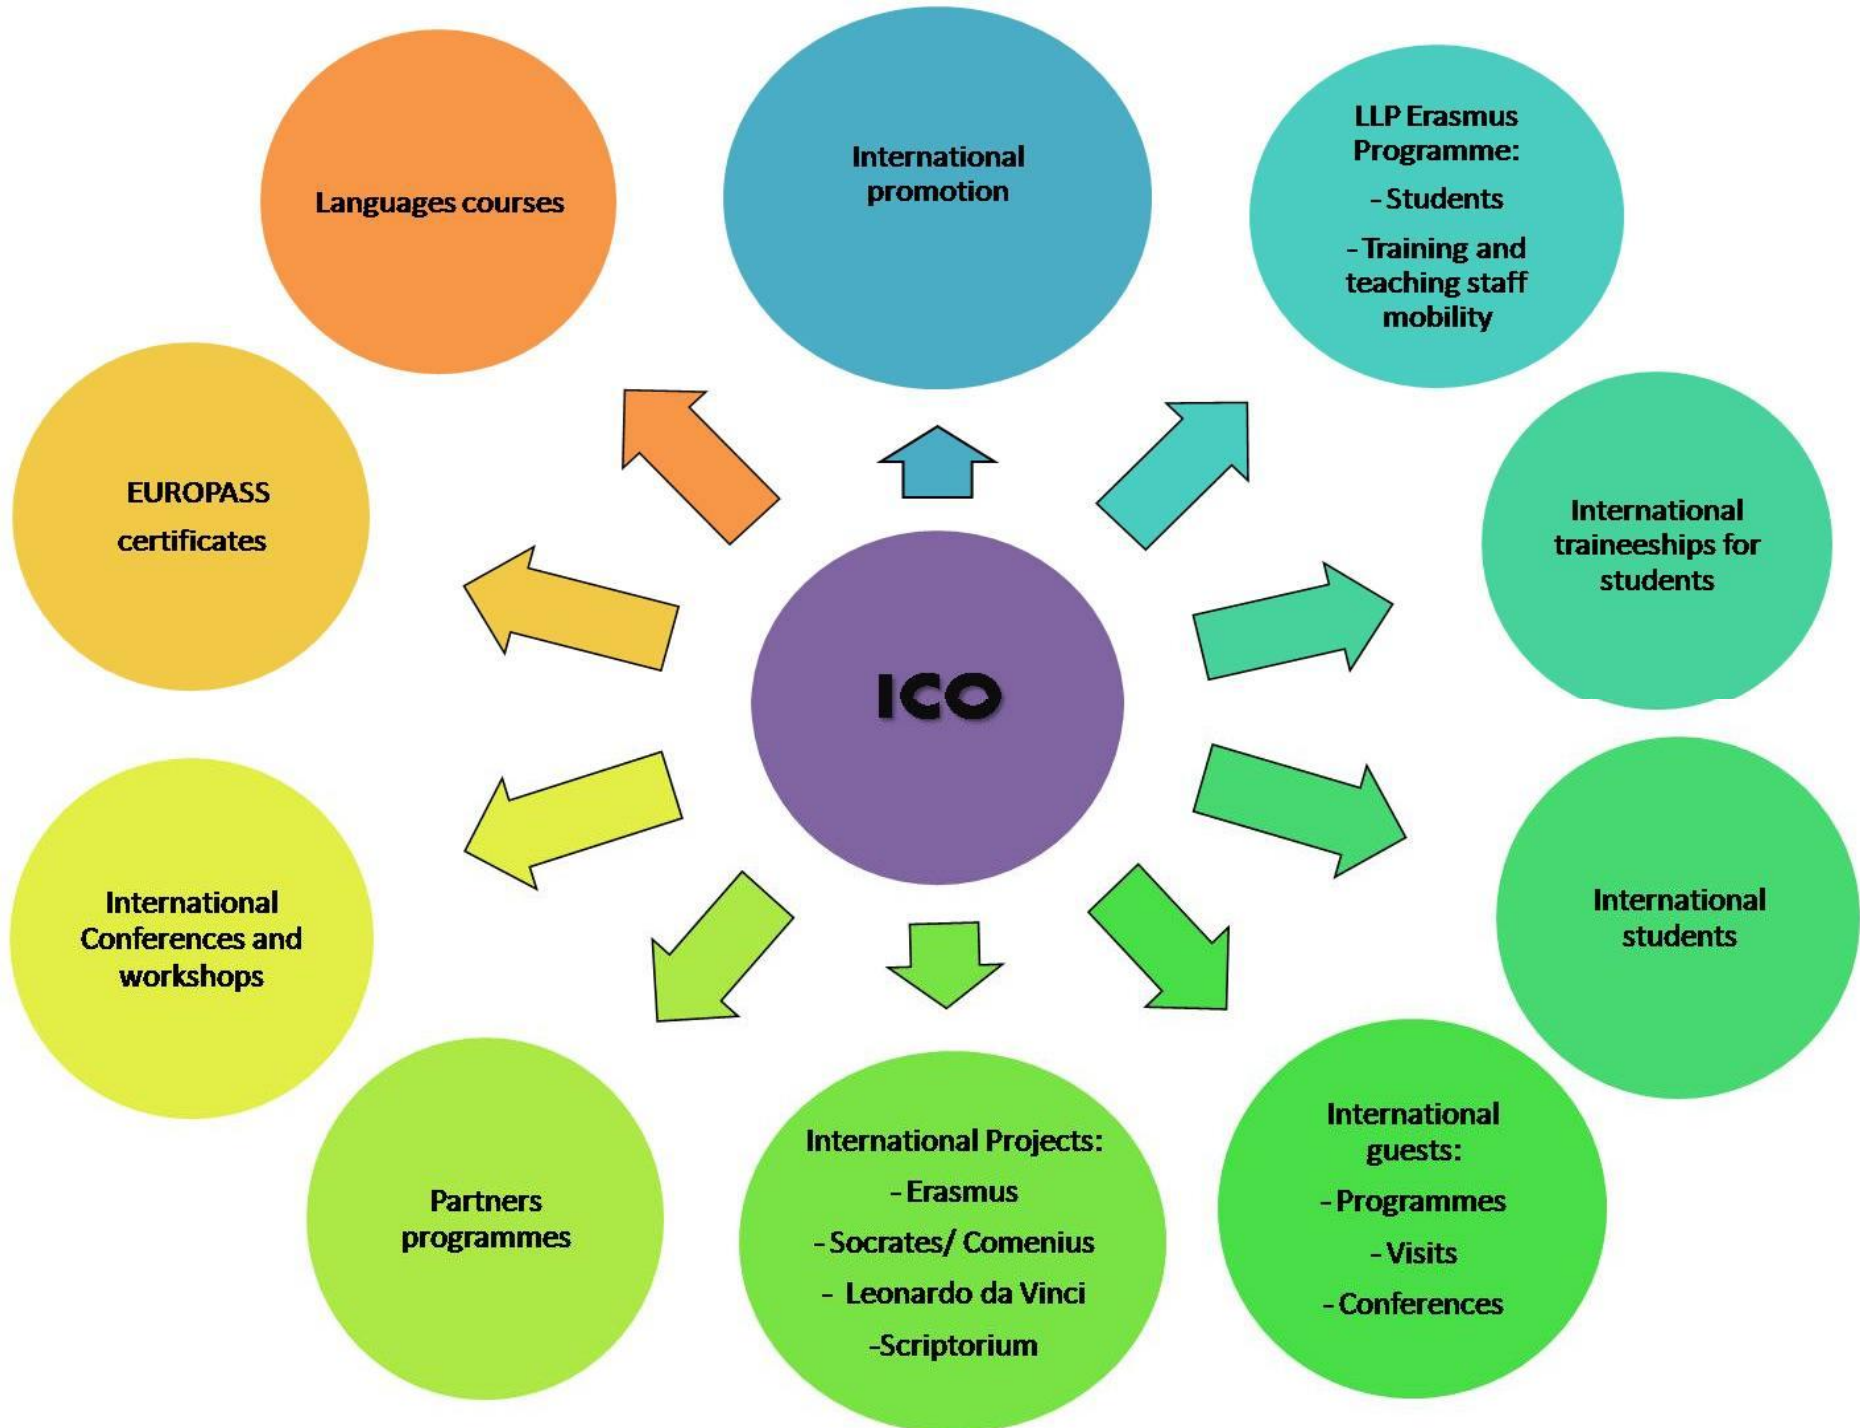 International
promotion
LLP Erasmus
Programme:
- Students
- Training and
teaching staff
mobility
International
traineeships for
students
International
students
International
guests:
- Programmes
- Visits
- Conferences
International Projects:
- Erasmus
- Socrates/ Comenius
- Leonardo da Vinci
-Scriptorium
Partners
programmes
International
Conferences and
workshops
EUROPASS
certificates
Languages courses
ICO